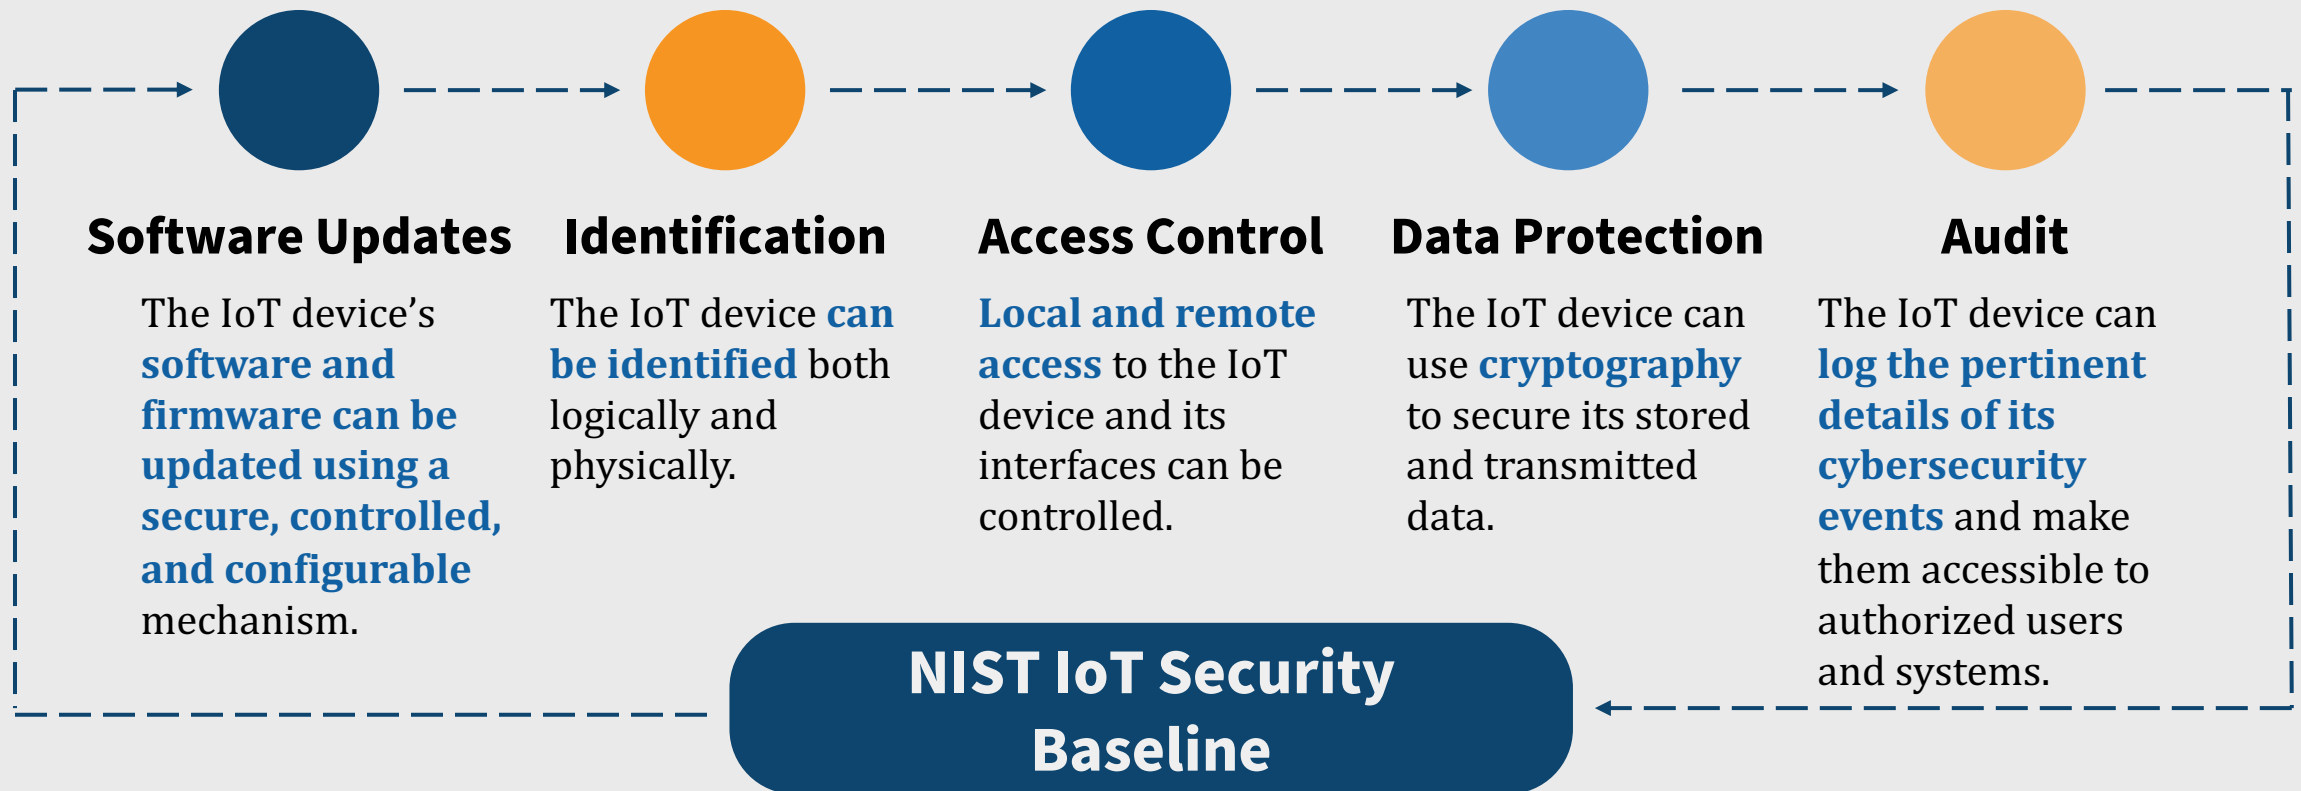 Software Updates
The IoT device’s
software and
firmware can be
updated using a
secure, controlled,
and configurable
mechanism.
Identification
The IoT device can
be identified both
logically and
physically.
Access Control
Local and remote
access to the IoT
device and its
interfaces can be
controlled.
Data Protection
The IoT device can
use cryptography
to secure its stored
and transmitted
data.
Audit
The IoT device can
log the pertinent
details of its
cybersecurity
events and make
them accessible to
authorized users
and systems.
NIST IoT Security
Baseline